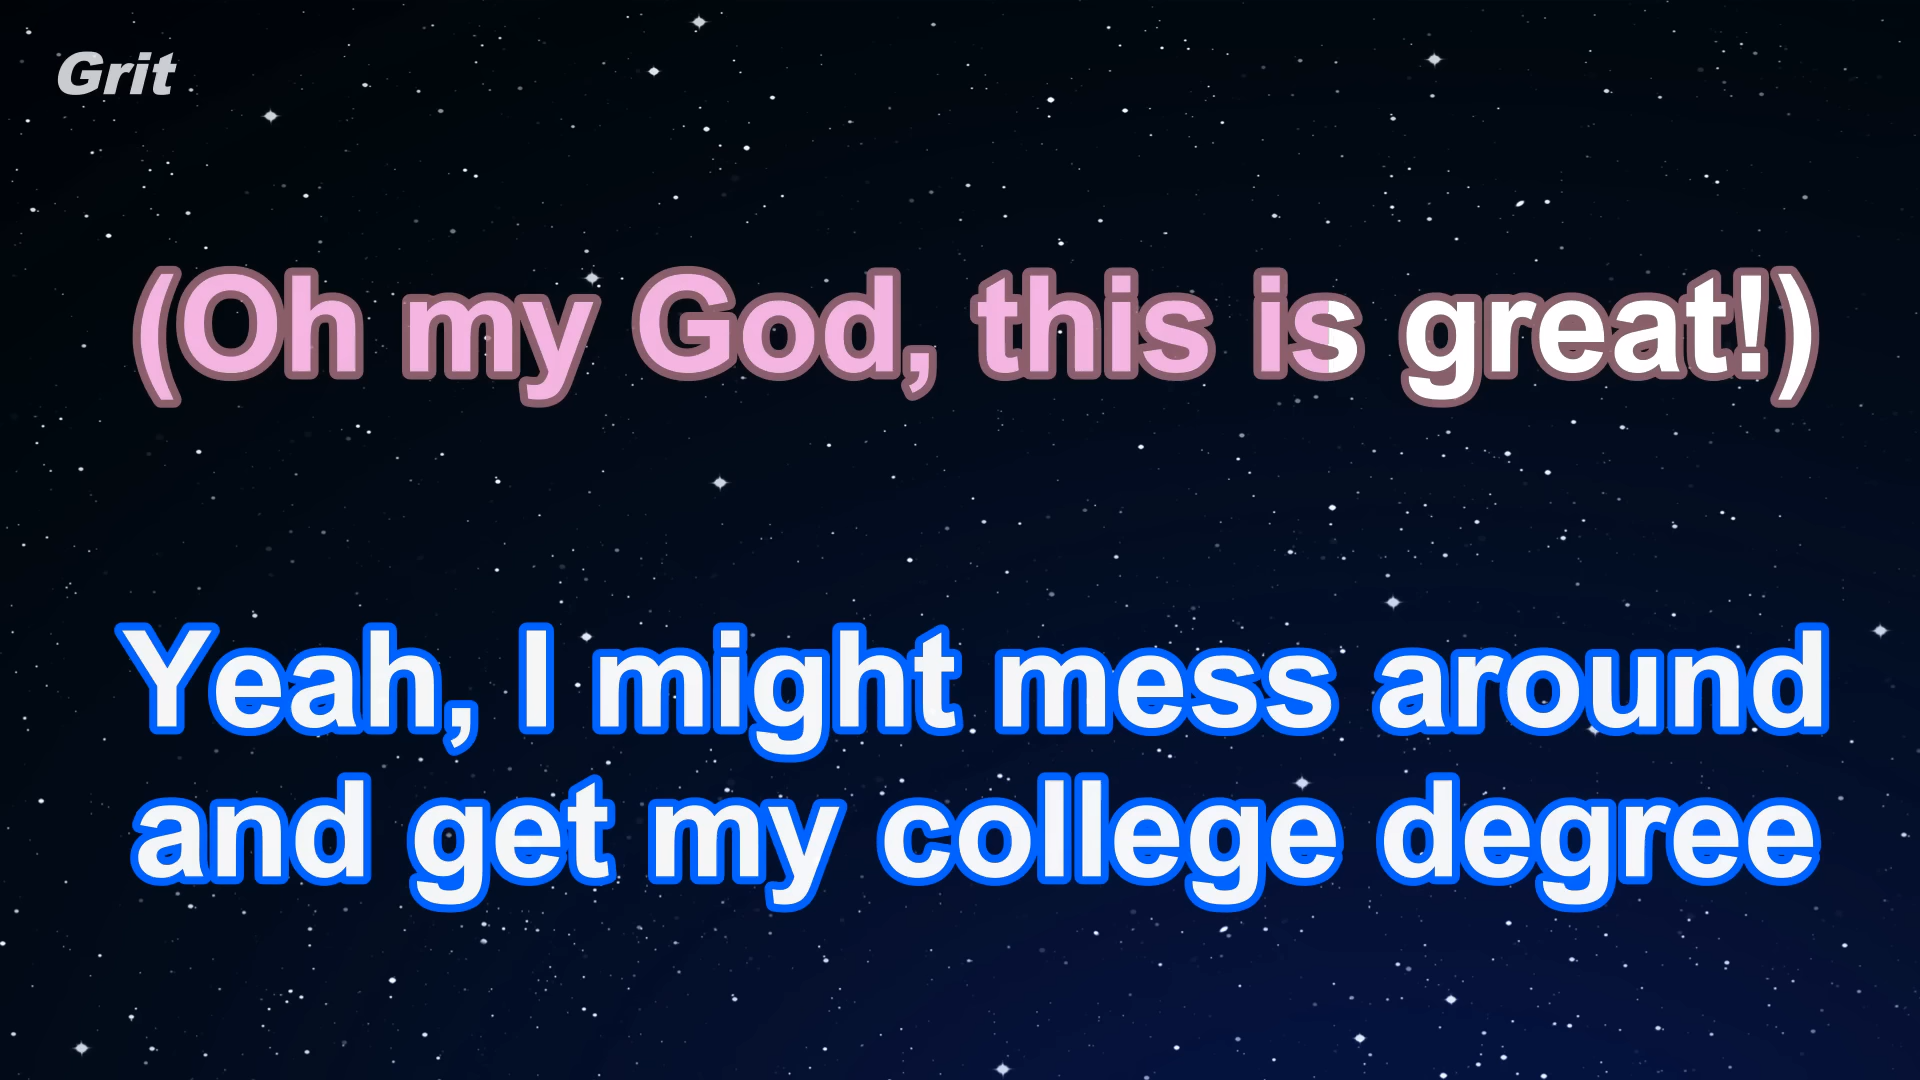 Grit
(Oh my God, this is great!)
Yeah, I might mess around
and get my college degree